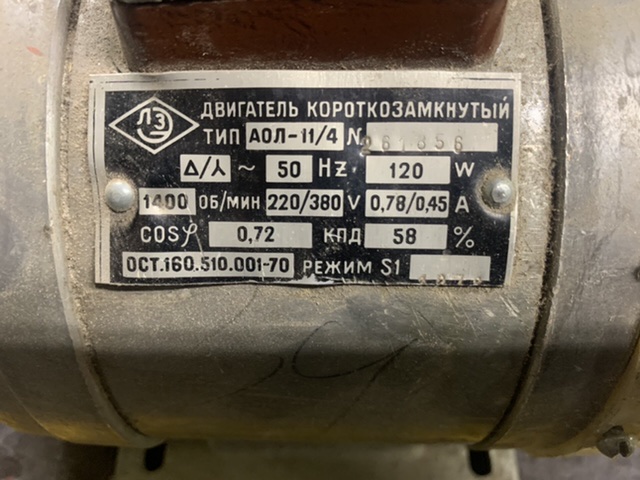 ЛЭ ДВИГАТЕЛЬ КОРОТКОЗАМКНУТЫЙ
ТИП АОЛ-11/4 N
Δ/⅄ ~ 50 HZ 120 W
1400 ОБ/МИН 220/380 V 0,78/0,45 A
COSφ 0,72 КПД 58 %
ОСТ.160.510.001-70 РЕЖИМ S1